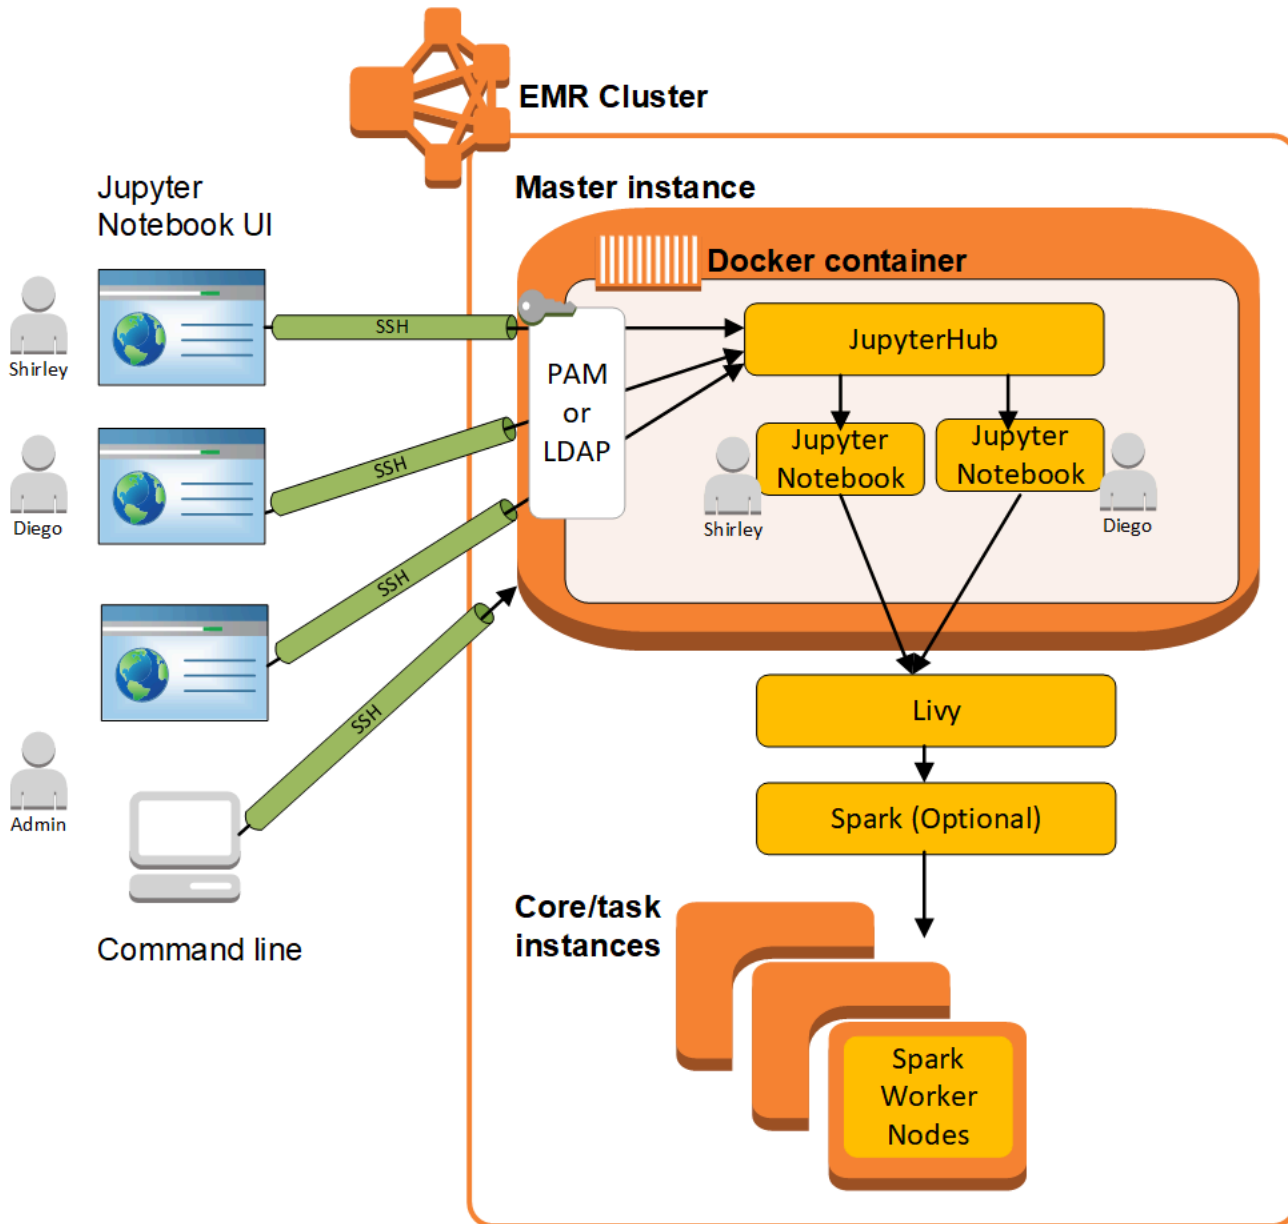 EMR Cluster
Jupyter
Notebook UI
Master instance
Docker container
Shirley
SSH
PAM
or
LDAP
JupyterHub
Jupyter
Notebook
Jupyter
Notebook
Shirley
Diego
Diego
SSH
SSH
SSH
Livy
Spark (Optional)
Admin
Command line
Core/task
instances
Spark
Worker
Nodes